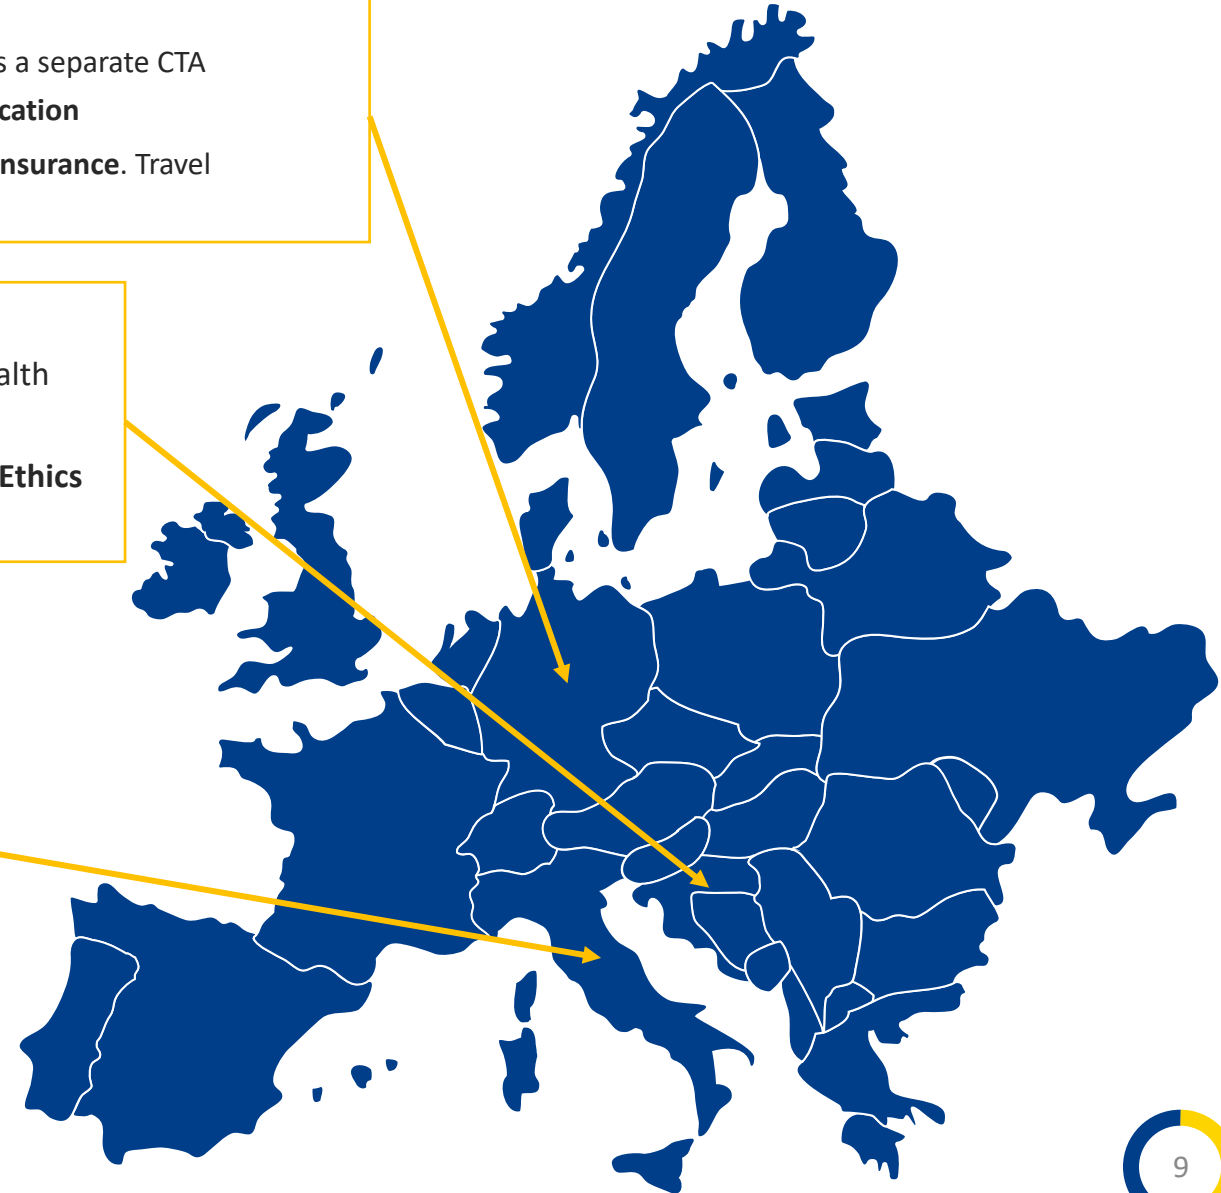 s a separate CTA
cation
nsurance. Travel
alth
Ethics
9